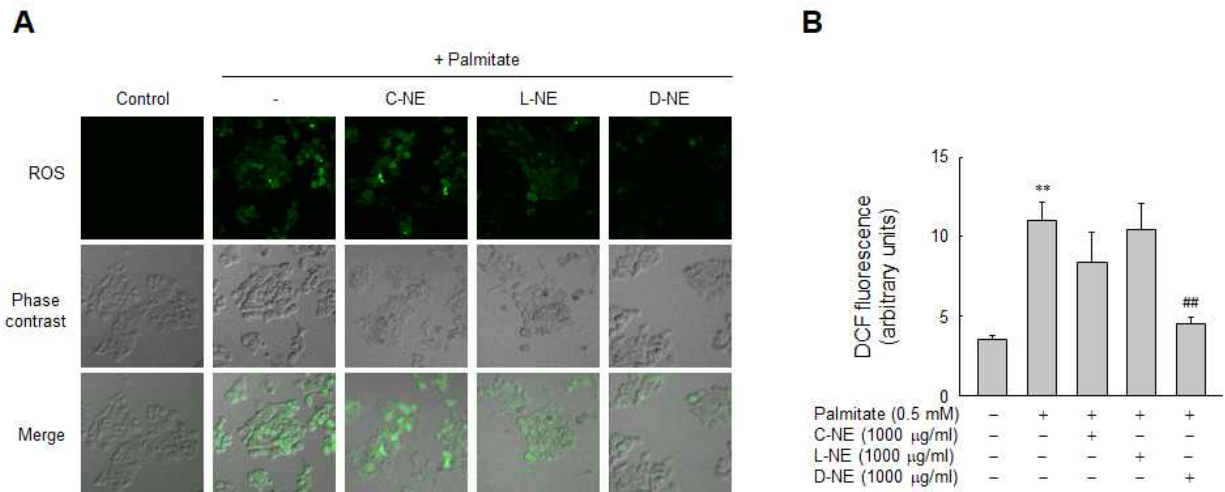 A
+ Palmitate
Control - C-NE L-NE D-NE
ROS
Phase
contrast
Merge
B
DCF fluorescence
(arbitrary units)
15
10
5
0
**
##
Palmitate (0.5 mM) – + + + +
C-NE (1000 μg/ml) – – + – –
L-NE (1000 μg/ml) – – – + –
D-NE (1000 μg/ml) – – – – +